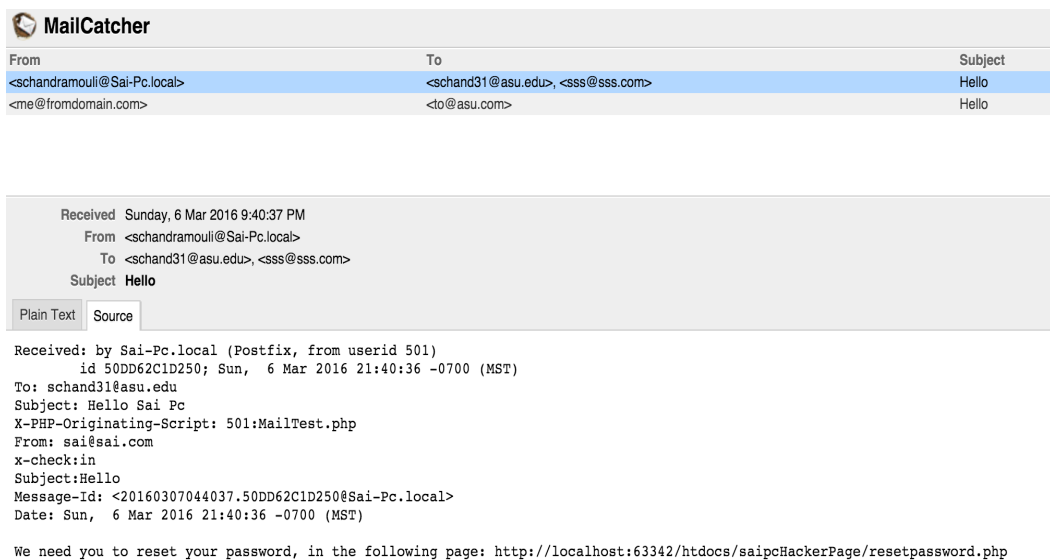 MailCatcher
From To Subject
<schandramouli@Sai-Pc.local> <schand31@asu.edu>, <sss@sss.com> Hello
<me@fromdomain.com> <to@asu.com> Hello
Received Sunday, 6 Mar 2016 9:40:37 PM
From <schandramouli@Sai-Pc.local>
To <schand31@asu.edu>, <sss@sss.com>
Subject Hello
Plain Text Source
Received: by Sai-Pc.local (Postfix, from userid 501)
id 50DD62C1D250; Sun, 6 Mar 2016 21:40:36 -0700 (MST)
To: schand31@asu.edu
Subject: Hello Sai Pc
X-PHP-Originating-Script: 501:MailTest.php
From: sai@sai.com
x-check:in
Subject:Hello
Message-Id: <20160307044037.50DD62C1D250@Sai-Pc.local>
Date: Sun, 6 Mar 2016 21:40:36 -0700 (MST)
We need you to reset your password, in the following page: http://localhost:63342/htdocs/saipcHackerPage/resetpassword.php